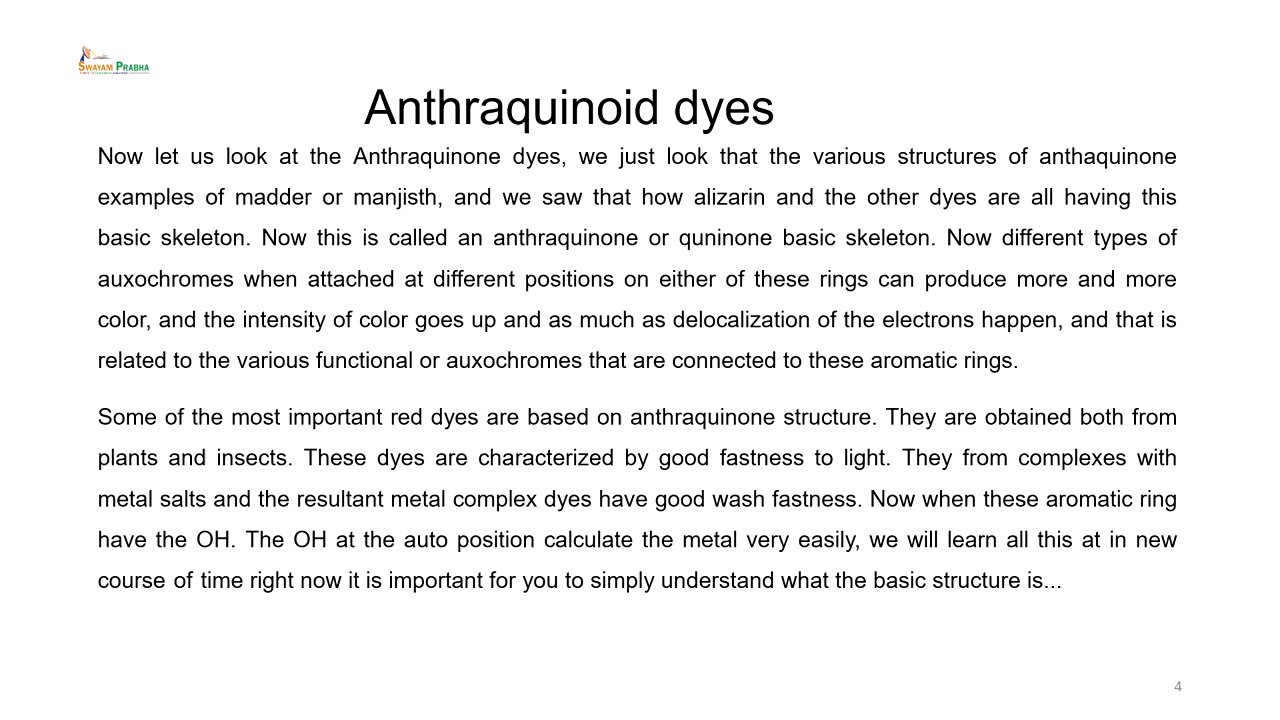 SWAYAM PRABHA
Anthraquinoid dyes
Now let us look at the Anthraquinone dyes, we just look that the various structures of anthaquinone
examples of madder or manjisth, and we saw that how alizarin and the other dyes are all having this
basic skeleton. Now this is called an anthraquinone or quninone basic skeleton. Now different types of
auxochromes when attached at different positions on either of these rings can produce more and more
color, and the intensity of color goes up and as much as delocalization of the electrons happen, and that is
related to the various functional or auxochromes that are connected to these aromatic rings.
Some of the most important red dyes are based on anthraquinone structure. They are obtained both from
plants and insects. These dyes are characterized by good fastness to light. They from complexes with
metal salts and the resultant metal complex dyes have good wash fastness. Now when these aromatic ring
have the OH. The OH at the auto position calculate the metal very easily, we will learn all this at in new
course of time right now it is important for you to simply understand what the basic structure is...
4